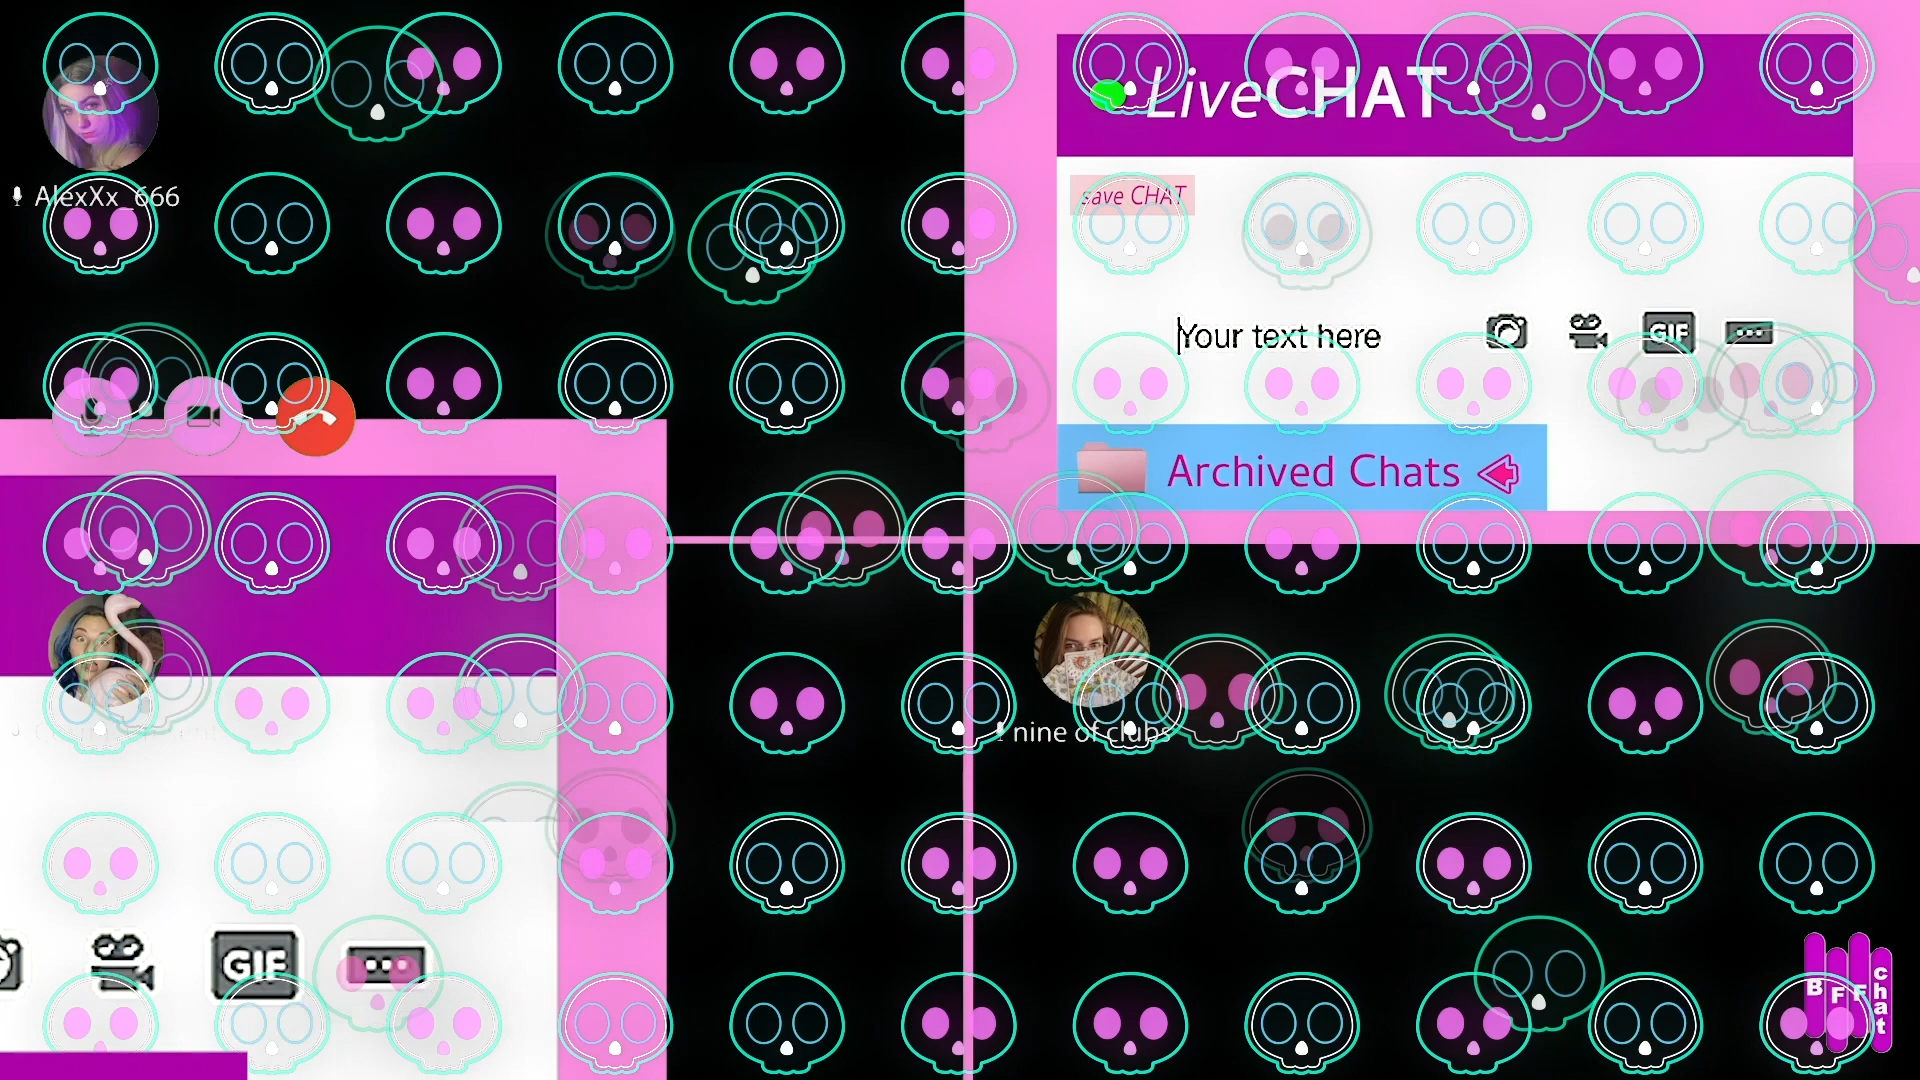 LiveCHAT
AlexXx_666
save CHAT
Your text here
GIF
Archived Chats
nine of clubs
GIF
BFF chat